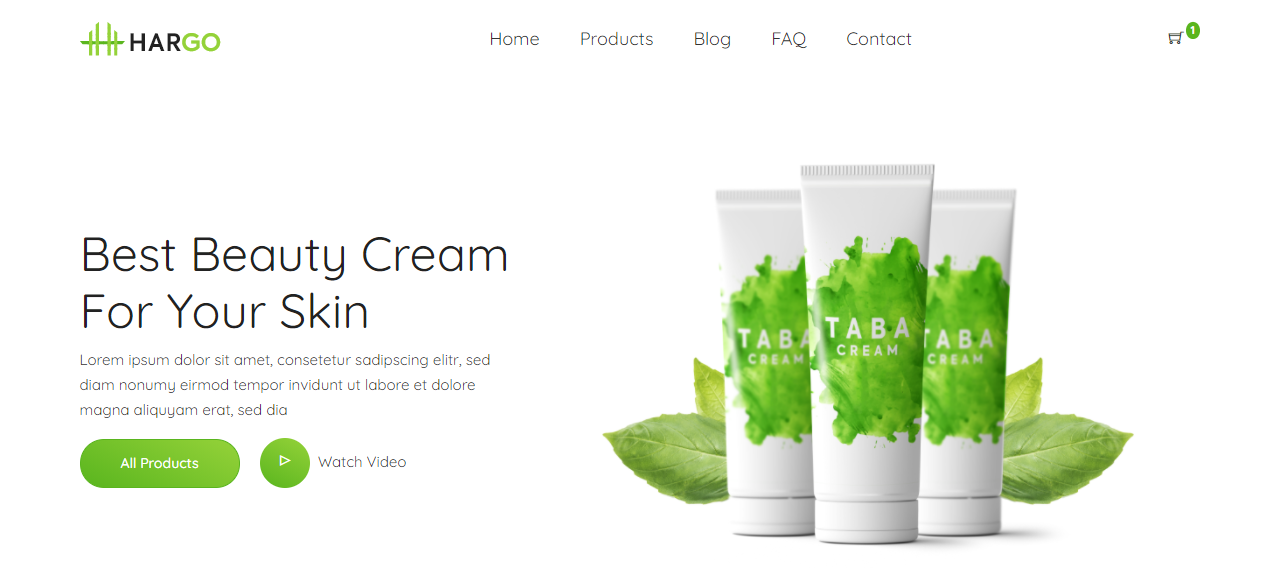 HARGO
Home
Products
Blog
FAQ
Contact
1
Best Beauty Cream
For Your Skin
Lorem ipsum dolor sit amet, consetetur sadipscing elitr, sed
diam nonumy eirmod tempor invidunt ut labore et dolore
magna aliquyam erat, sed dia
All Products
Watch Video
TABA
CREAM
TABA
CREAM
TABA
CREAM